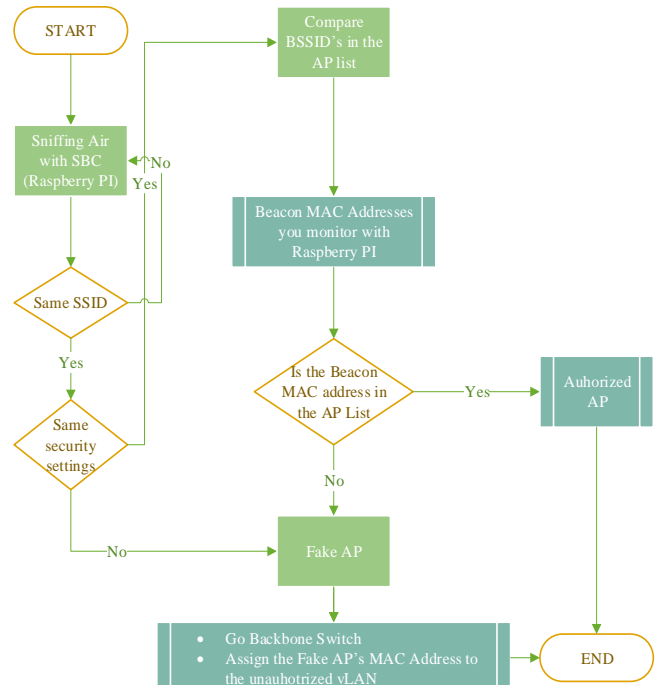 START
Sniffing Air
with SBC
(Raspberry PI)
No
Yes
Same SSID
Yes
Same
security
settings
No
Compare
BSSID's in the
AP list
Beacon MAC Addresses
you monitor with
Raspberry PI
Is the Beacon
MAC address in
the AP List
Yes
Auhorized
AP
No
Fake AP
• Go Backbone Switch
• Assign the Fake AP's MAC Address to
the unauhotrized vLAN
END